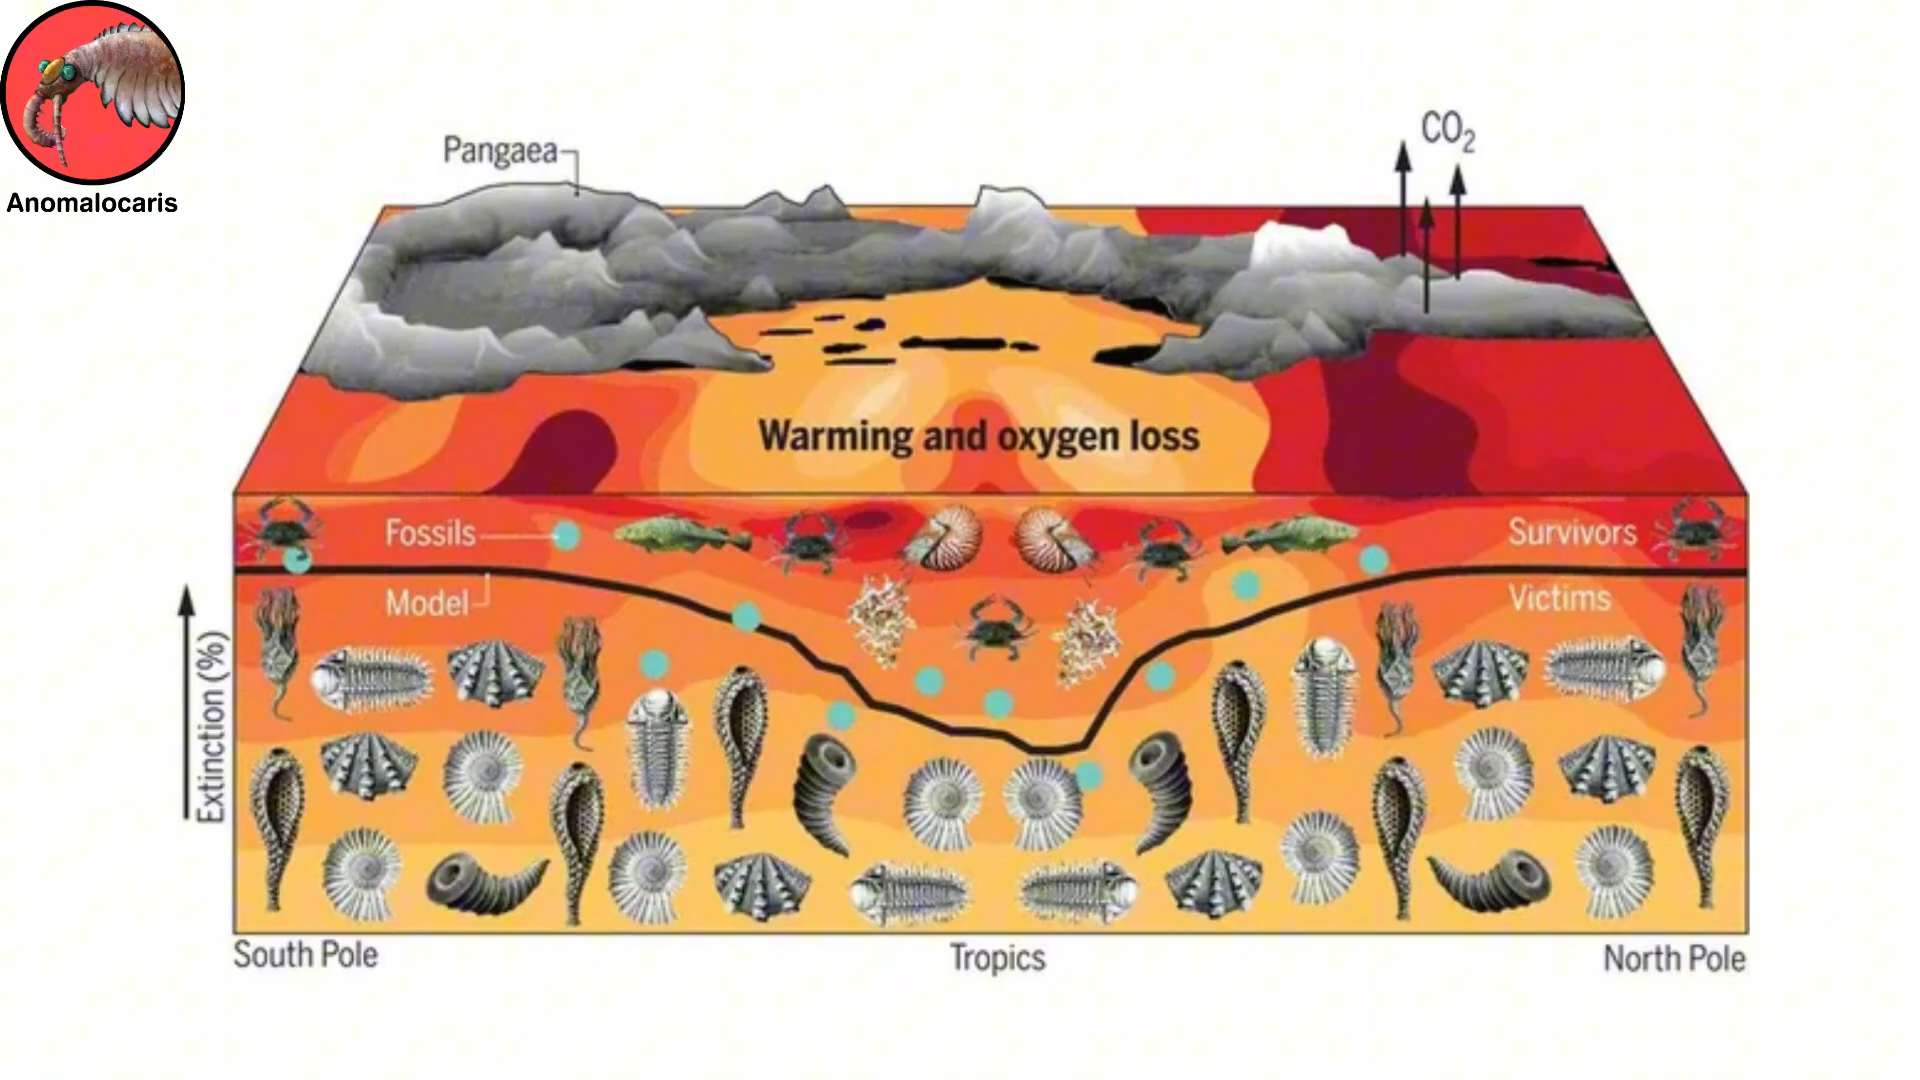 Anomalocaris
Pangaea
CO₂
Warming and oxygen loss
Fossils
Survivors
Model
Victims
Extinction (%)
South Pole
Tropics
North Pole